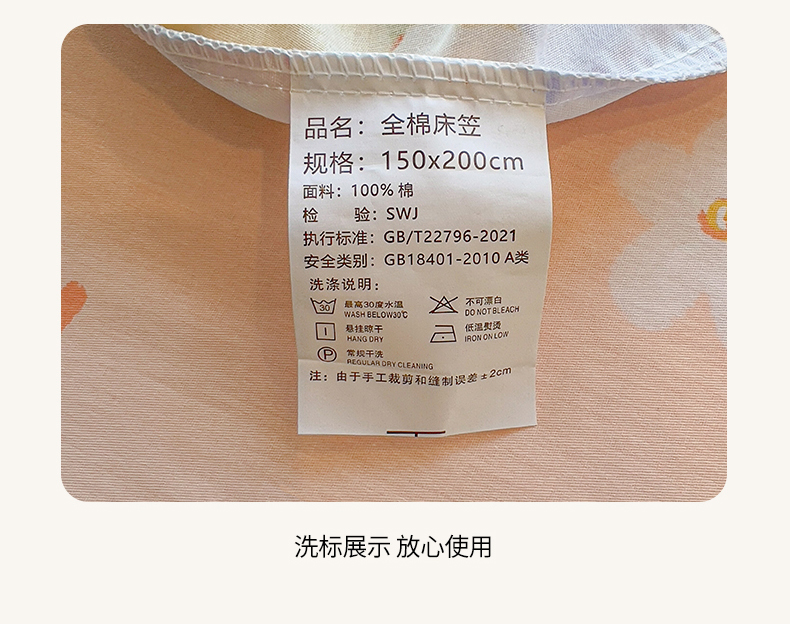 品名：全棉床笠
规格：150x200cm
面料：100% 棉
检 验：SWJ
执行标准：GB/T22796-2021
安全类别：GB18401-2010 A类
洗涤说明：
30 最高30度水温 不可漂白
WASH BELOW30℃ DO NOT BLEACH
悬挂晾干 低温熨烫
HANG DRY IRON ON LOW
P 常规干洗
REGULAR DRY CLEANING
注：由于手工裁剪和缝制误差±2cm
洗标展示 放心使用